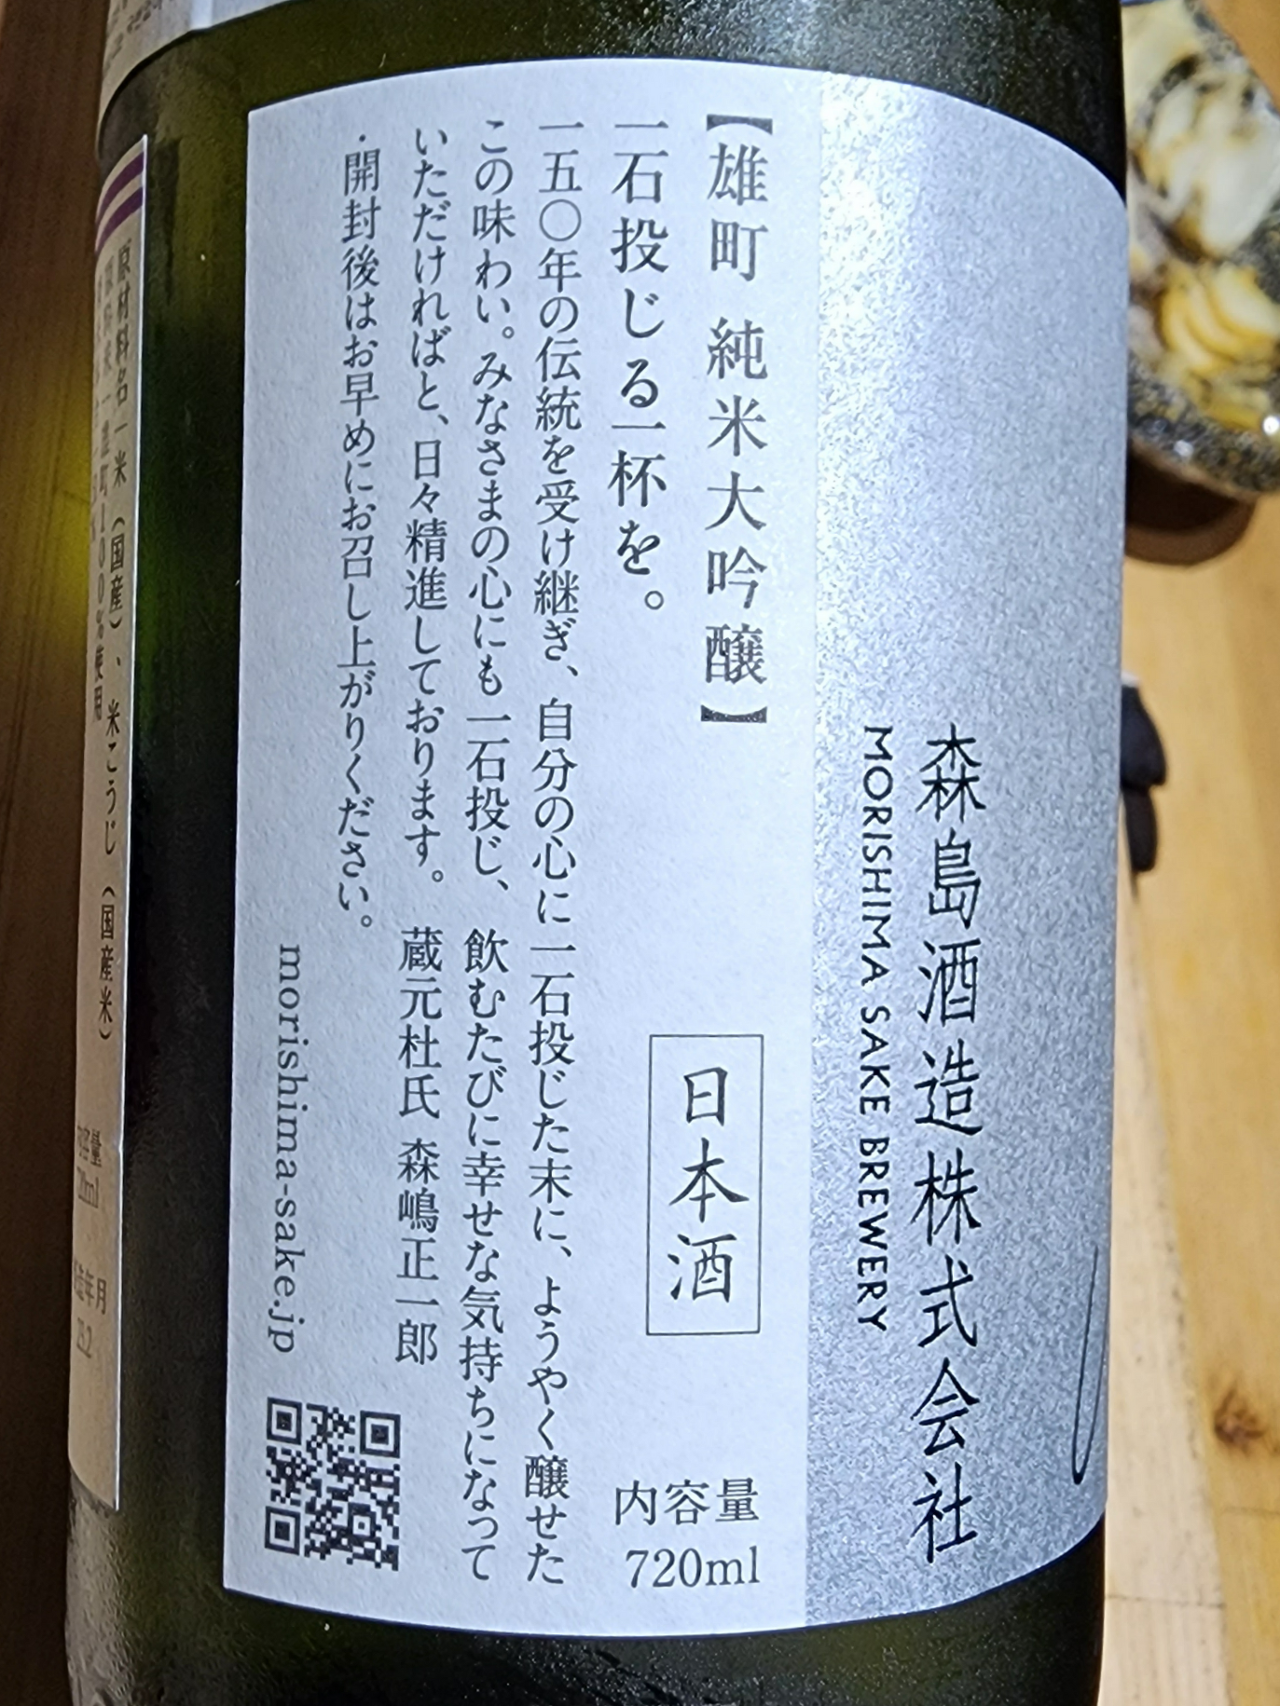 森島酒造株式会社
MORISHIMA SAKE BREWERY
【雄町 純米大吟醸】
日本酒
内容量
720ml
一石投じる一杯を。
一五〇年の伝統を受け継ぎ、自分の心に一石投じた末に、ようやく醸せた
この味わい。みなさまの心にも一石投じ、飲むたびに幸せな気持ちになって
いただければと、日々精進しております。 蔵元杜氏 森嶋正一郎
・開封後はお早めにお召し上がりください。
morishima-sake.jp
原材料名 米(国産)、米こうじ(国産米)
雄町100%使用